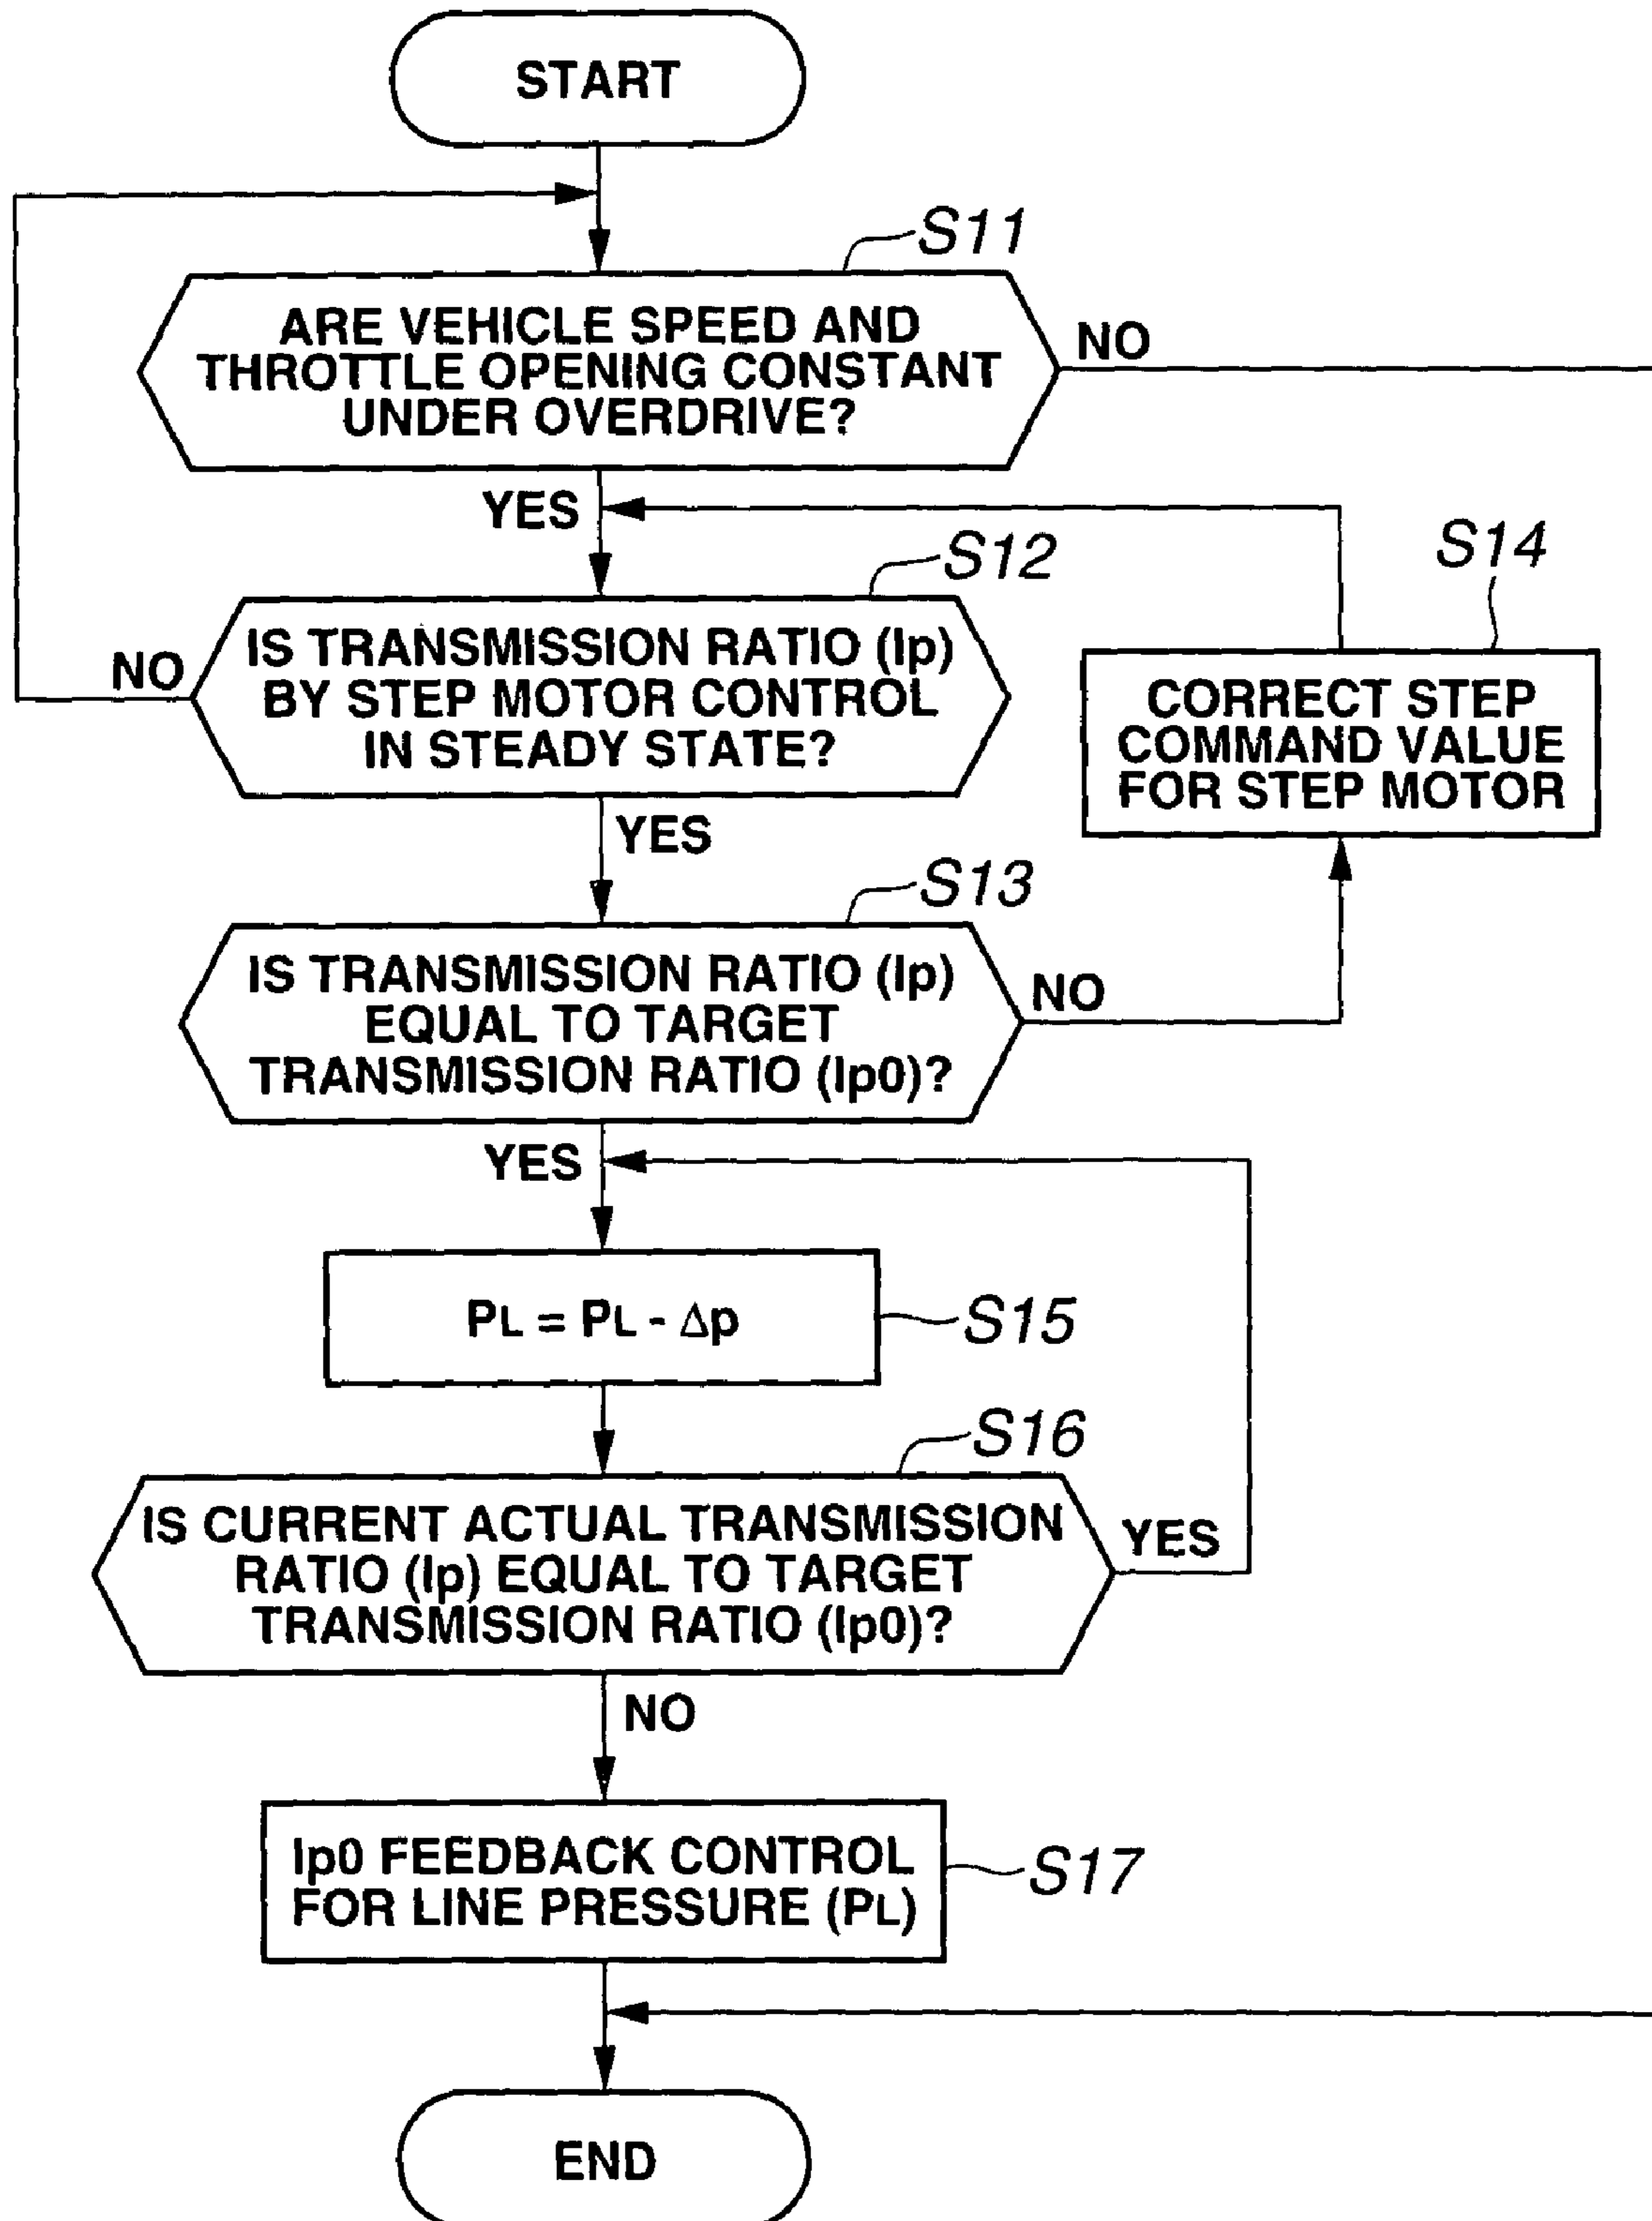 START
S11
ARE VEHICLE SPEED AND
THROTTLE OPENING CONSTANT
UNDER OVERDRIVE?
NO
YES
S12
S14
IS TRANSMISSION RATIO (Ip)
BY STEP MOTOR CONTROL
IN STEADY STATE?
NO
CORRECT STEP
COMMAND VALUE
FOR STEP MOTOR
YES
S13
IS TRANSMISSION RATIO (Ip)
EQUAL TO TARGET
TRANSMISSION RATIO (Ip0)?
NO
YES
PL = PL - Δp
S15
S16
IS CURRENT ACTUAL TRANSMISSION
RATIO (Ip) EQUAL TO TARGET
TRANSMISSION RATIO (Ip0)?
YES
NO
Ip0 FEEDBACK CONTROL
FOR LINE PRESSURE (PL)
S17
END